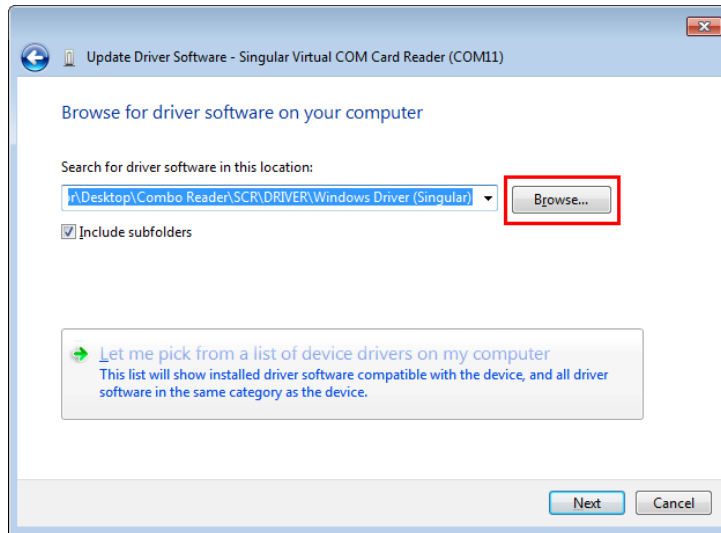 Update Driver Software - Singular Virtual COM Card Reader (COM11)
Browse for driver software on your computer
Search for driver software in this location:
r\Desktop\Combo Reader\SCR\DRIVER\Windows Driver (Singular)
Browse...
Include subfolders
Let me pick from a list of device drivers on my computer
This list will show installed driver software compatible with the device, and all driver
software in the same category as the device.
Next
Cancel